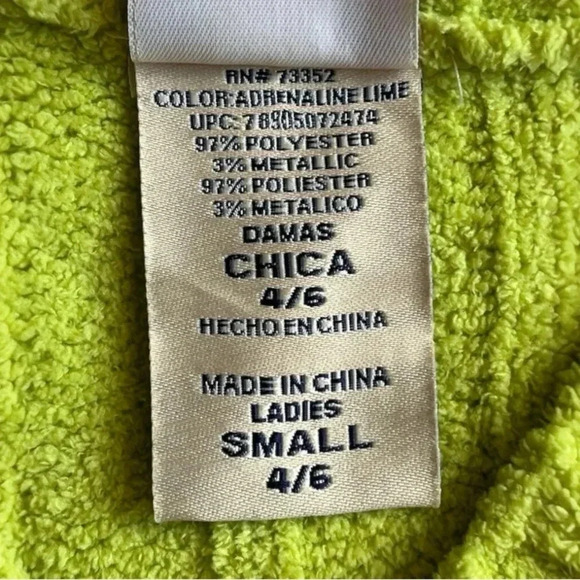 RN# 73352
COLOR:ADRENALINE LIME
UPC: 78905072474
97% POLYESTER
3% METALLIC
97% POLIESTER
3% METALICO
DAMAS
CHICA
4/6
HECHO EN CHINA
MADE IN CHINA
LADIES
SMALL
4/6